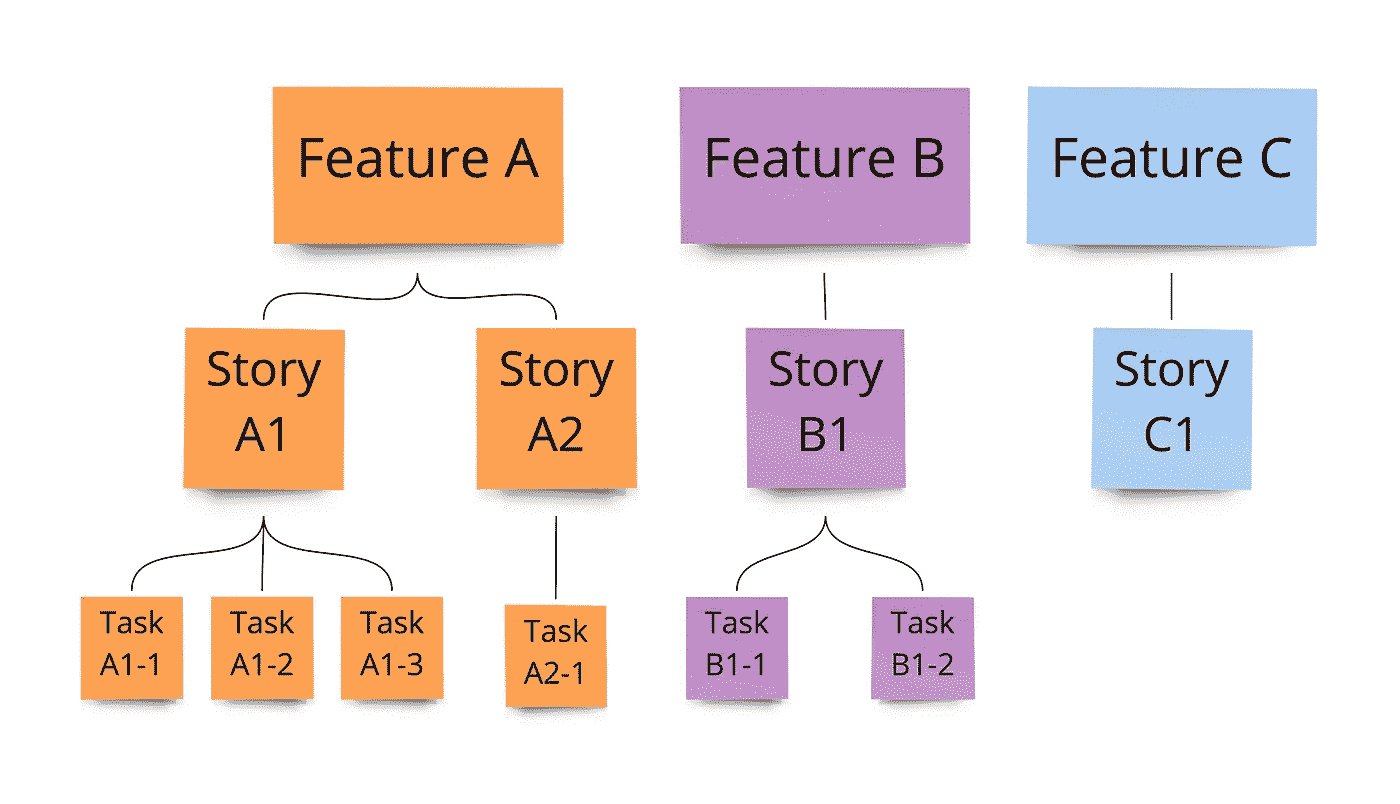 Feature A
Feature B
Feature C
Story
A1
Story
A2
Story
B1
Story
C1
Task
A1-1
Task
A1-2
Task
A1-3
Task
A2-1
Task
B1-1
Task
B1-2